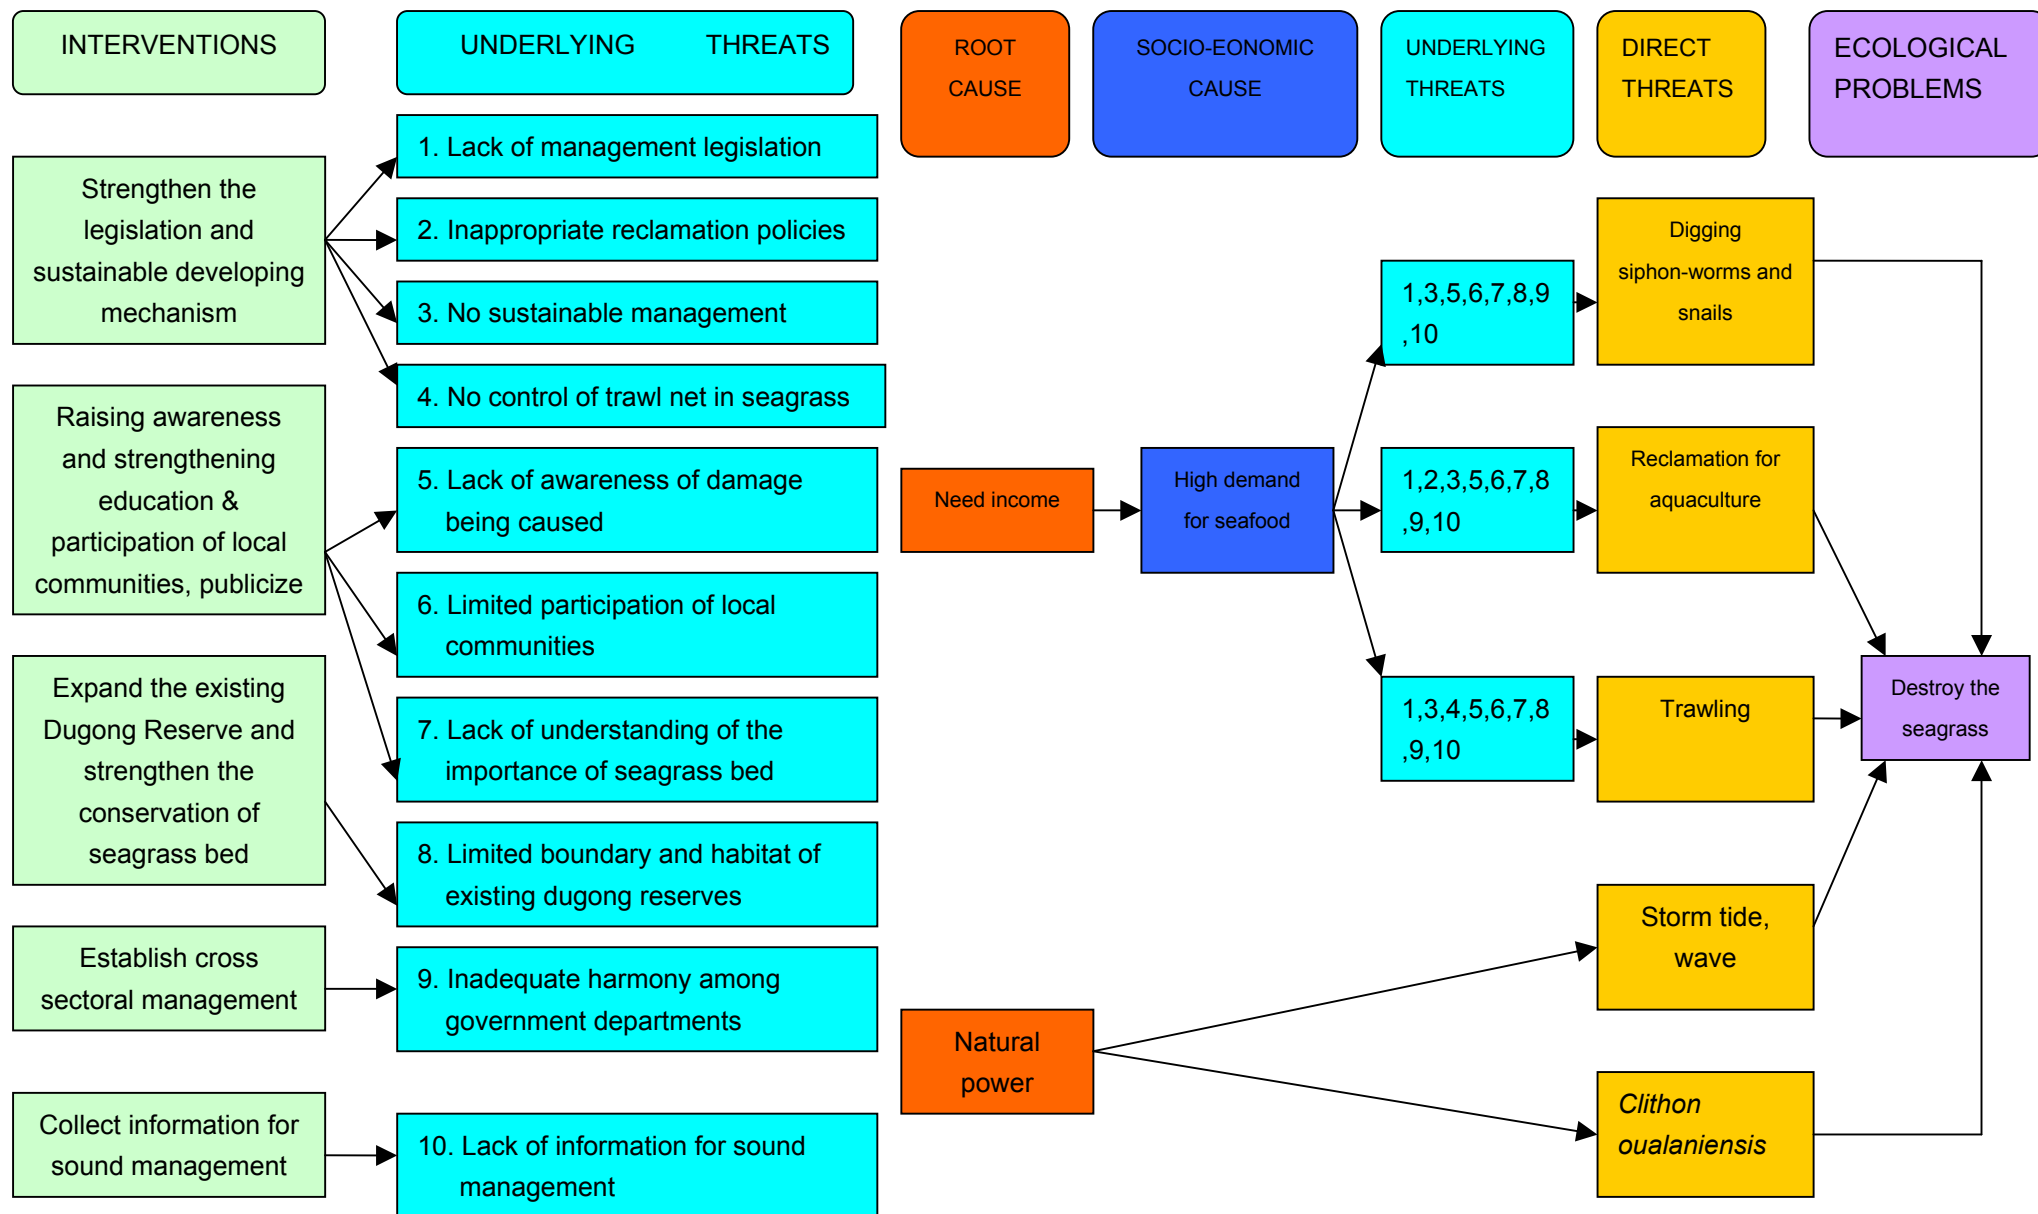 INTERVENTIONS
UNDERLYING THREATS
ROOT
CAUSE
SOCIO-EONOMIC
CAUSE
UNDERLYING
THREATS
DIRECT
THREATS
ECOLOGICAL
PROBLEMS
Strengthen the
legislation and
sustainable developing
mechanism
Raising awareness
and strengthening
education &
participation of local
communities, publicize
Expand the existing
Dugong Reserve and
strengthen the
conservation of
seagrass bed
Establish cross
sectoral management
Collect information for
sound management
1. Lack of management legislation
2. Inappropriate reclamation policies
3. No sustainable management
4. No control of trawl net in seagrass
5. Lack of awareness of damage
being caused
6. Limited participation of local
communities
7. Lack of understanding of the
importance of seagrass bed
8. Limited boundary and habitat of
existing dugong reserves
9. Inadequate harmony among
government departments
10. Lack of information for sound
management
Need income
Natural
power
High demand
for seafood
1,3,5,6,7,8,9
,10
1,2,3,5,6,7,8
,9,10
1,3,4,5,6,7,8
,9,10
Digging
siphon-worms and
snails
Reclamation for
aquaculture
Trawling
Storm tide,
wave
Clithon
oualaniensis
Destroy the
seagrass